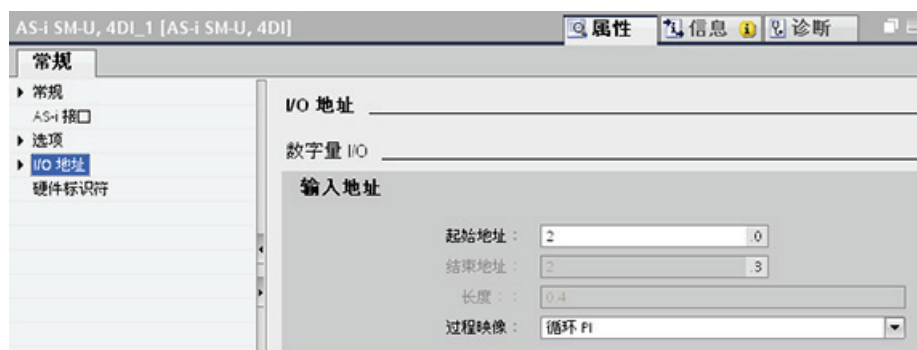 AS-i SM-U, 4DI_1 [AS-i SM-U, 4DI]
属性 信息 诊断
常规
常规
AS-i 接口
选项
I/O 地址
硬件标识符
I/O 地址
数字量 I/O
输入地址
起始地址： 2 .0
结束地址： 2 .3
长度：： 0.4
过程映像： 循环 PI